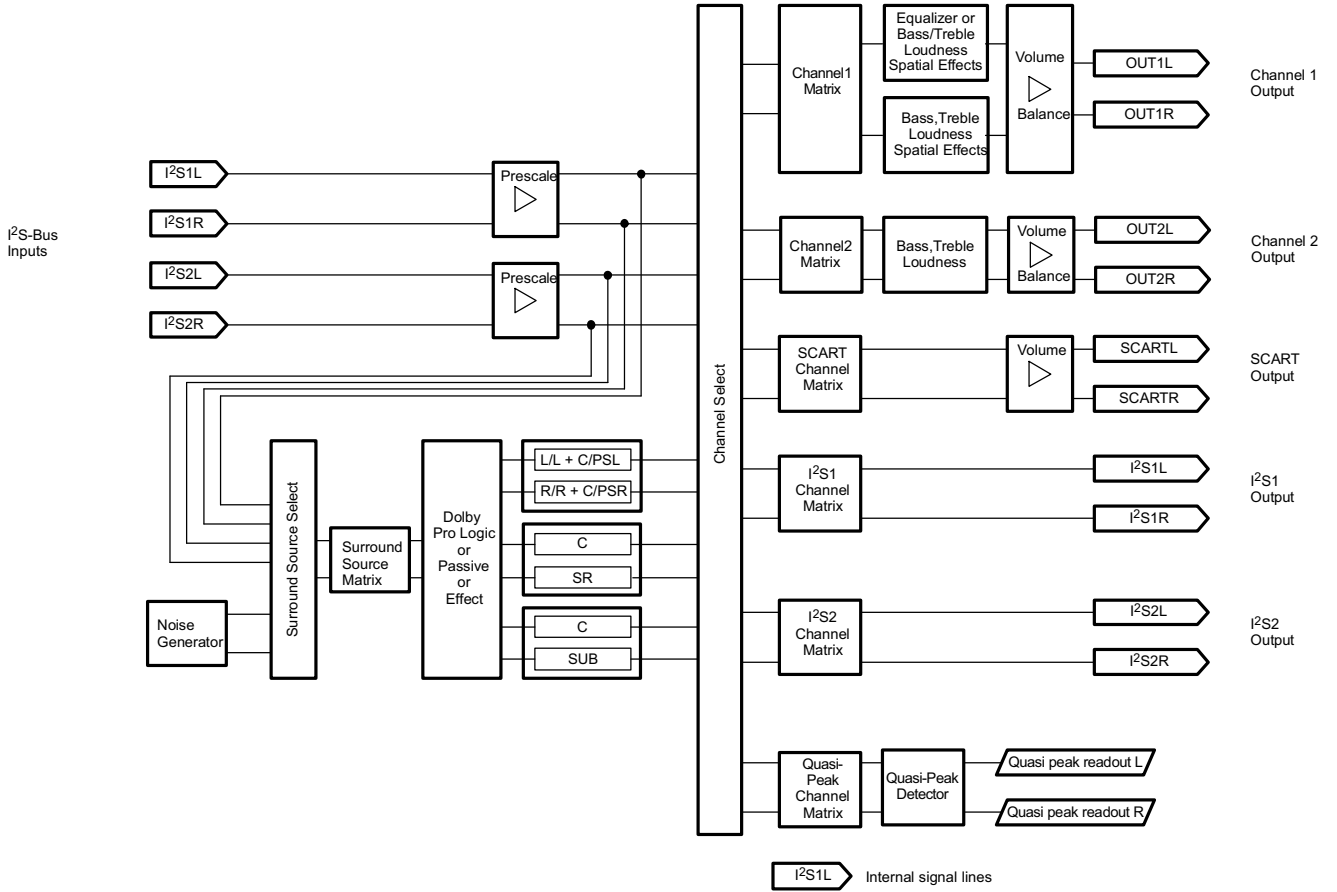 I²S-Bus
Inputs
I²S1L
I²S1R
I²S2L
I²S2R
Prescale
Prescale
Noise
Generator
Surround Source Select
Surround
Source
Matrix
Dolby
Pro Logic
or
Passive
or
Effect
L/L + C/PSL
R/R + C/PSR
C
SR
C
SUB
Channel Select
Channel1
Matrix
Equalizer or
Bass/Treble
Loudness
Spatial Effects
Bass,Treble
Loudness
Spatial Effects
Volume
Balance
OUT1L
OUT1R
Channel 1
Output
Channel2
Matrix
Bass,Treble
Loudness
Volume
Balance
OUT2L
OUT2R
Channel 2
Output
SCART
Channel
Matrix
Volume
SCARTL
SCARTR
SCART
Output
I²S1
Channel
Matrix
I²S1L
I²S1R
I²S1
Output
I²S2
Channel
Matrix
I²S2L
I²S2R
I²S2
Output
Quasi-
Peak
Channel
Matrix
Quasi-Peak
Detector
Quasi peak readout L
Quasi peak readout R
I²S1L
Internal signal lines